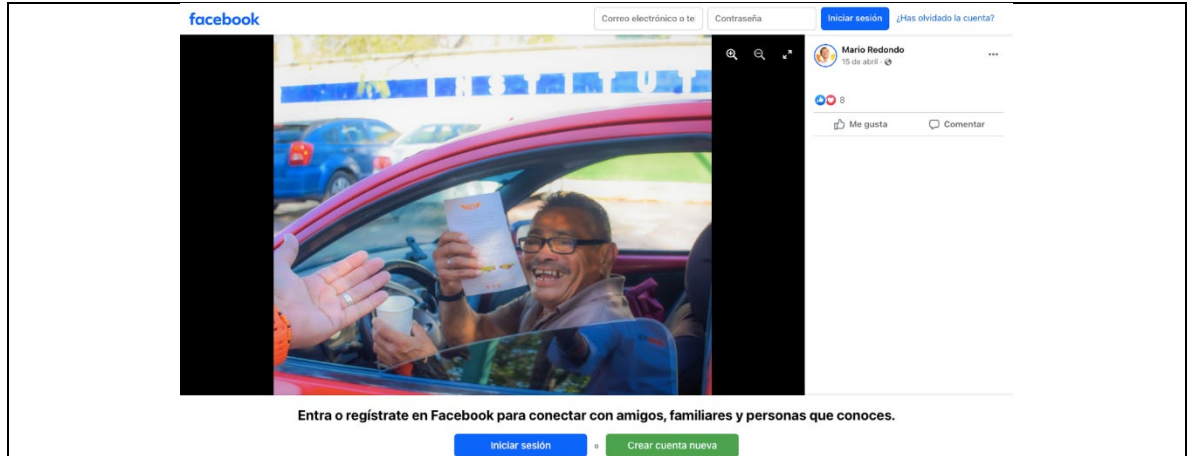 facebook
Correo electrónico o te
Contraseña
Iniciar sesión
¿Has olvidado la cuenta?
INSTITUT
Mario Redondo
15 de abril ·
8
Me gusta
Comentar
Entra o regístrate en Facebook para conectar con amigos, familiares y personas que conoces.
Iniciar sesión
o
Crear cuenta nueva